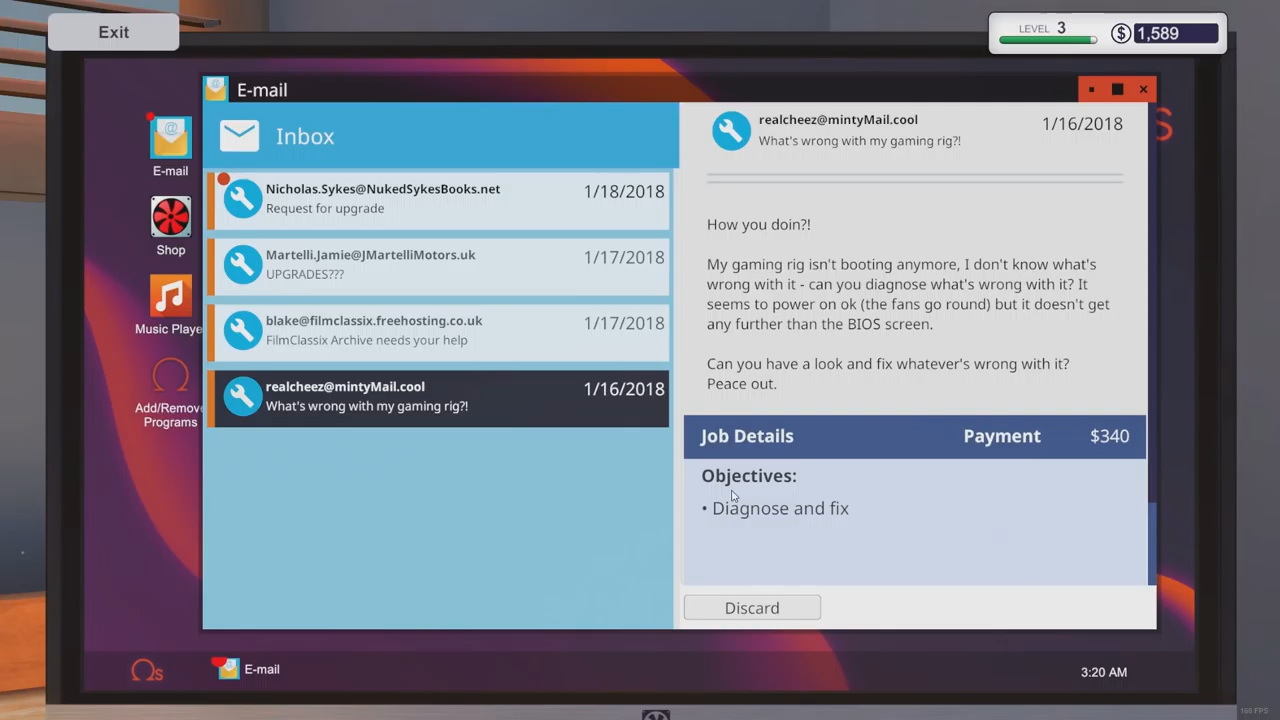 Exit
LEVEL 3
$ 1,589
E-mail
Shop
Music Playe
Add/Remov
Programs
S
E-mail
Inbox
Nicholas.Sykes@NukedSykesBooks.net 1/18/2018
Request for upgrade
Martelli.Jamie@JMartelliMotors.uk 1/17/2018
UPGRADES???
blake@filmclassix.freehosting.co.uk 1/17/2018
FilmClassix Archive needs your help
realcheez@mintyMail.cool 1/16/2018
What's wrong with my gaming rig?!
realcheez@mintyMail.cool 1/16/2018
What's wrong with my gaming rig?!
How you doin?!
My gaming rig isn't booting anymore, I don't know what's
wrong with it - can you diagnose what's wrong with it? It
seems to power on ok (the fans go round) but it doesn't get
any further than the BIOS screen.
Can you have a look and fix whatever's wrong with it?
Peace out.
Job Details Payment $340
Objectives:
• Diagnose and fix
Discard
Ωs
E-mail
3:20 AM
168 FPS